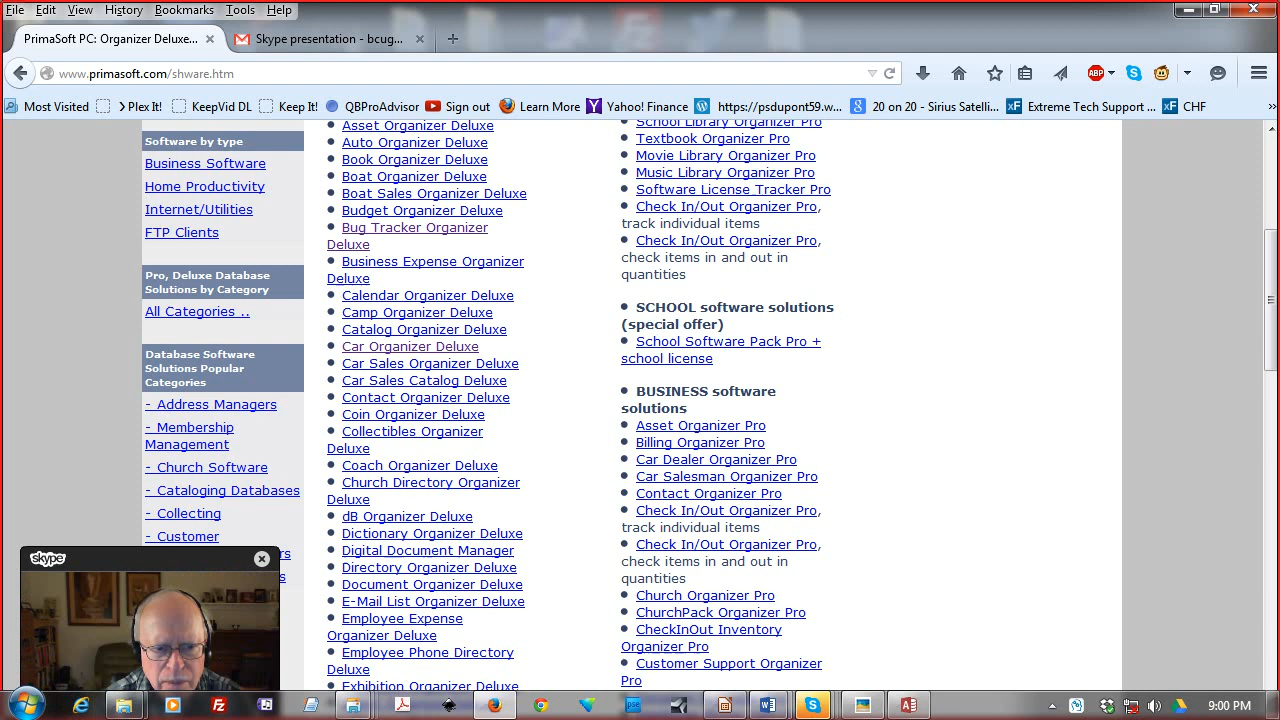 File Edit View History Bookmarks Tools Help
PrimaSoft PC: Organizer Deluxe... × Skype presentation - bcug... × +
www.primasoft.com/shware.htm
ABP
Most Visited > Plex It! KeepVid DL Keep It! QBProAdvisor Sign out Learn More Yahoo! Finance https://psdupont59.w... 20 on 20 - Sirius Satelli... Extreme Tech Support ... CHF »
Software by type
Business Software
Home Productivity
Internet/Utilities
FTP Clients
Pro, Deluxe Database
Solutions by Category
All Categories ..
Database Software
Solutions Popular
Categories
- Address Managers
- Membership
Management
- Church Software
- Cataloging Databases
- Collecting
- Customer
Asset Organizer Deluxe
Auto Organizer Deluxe
Book Organizer Deluxe
Boat Organizer Deluxe
Boat Sales Organizer Deluxe
Budget Organizer Deluxe
Bug Tracker Organizer
Deluxe
Business Expense Organizer
Deluxe
Calendar Organizer Deluxe
Camp Organizer Deluxe
Catalog Organizer Deluxe
Car Organizer Deluxe
Car Sales Organizer Deluxe
Car Sales Catalog Deluxe
Contact Organizer Deluxe
Coin Organizer Deluxe
Collectibles Organizer
Deluxe
Coach Organizer Deluxe
Church Directory Organizer
Deluxe
dB Organizer Deluxe
Dictionary Organizer Deluxe
Digital Document Manager
Directory Organizer Deluxe
Document Organizer Deluxe
E-Mail List Organizer Deluxe
Employee Expense
Organizer Deluxe
Employee Phone Directory
Deluxe
Exhibition Organizer Deluxe
School Library Organizer Pro
Textbook Organizer Pro
Movie Library Organizer Pro
Music Library Organizer Pro
Software License Tracker Pro
Check In/Out Organizer Pro,
track individual items
Check In/Out Organizer Pro,
check items in and out in
quantities
SCHOOL software solutions
(special offer)
School Software Pack Pro +
school license
BUSINESS software
solutions
Asset Organizer Pro
Billing Organizer Pro
Car Dealer Organizer Pro
Car Salesman Organizer Pro
Contact Organizer Pro
Check In/Out Organizer Pro,
track individual items
Check In/Out Organizer Pro,
check items in and out in
quantities
Church Organizer Pro
ChurchPack Organizer Pro
CheckInOut Inventory
Organizer Pro
Customer Support Organizer
Pro
skype
9:00 PM